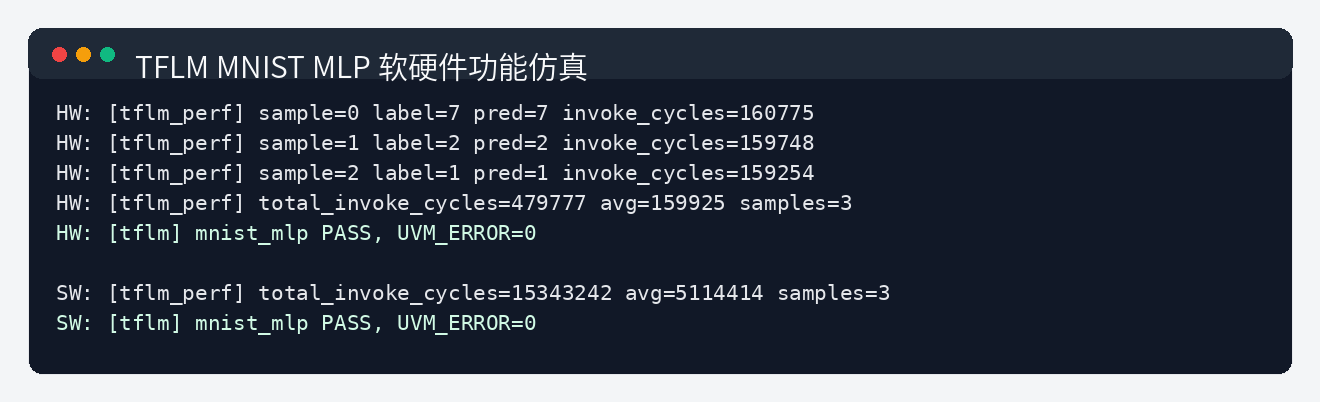 TFLM MNIST MLP 软硬件功能仿真
HW: [tflm_perf] sample=0 label=7 pred=7 invoke_cycles=160775
HW: [tflm_perf] sample=1 label=2 pred=2 invoke_cycles=159748
HW: [tflm_perf] sample=2 label=1 pred=1 invoke_cycles=159254
HW: [tflm_perf] total_invoke_cycles=479777 avg=159925 samples=3
HW: [tflm] mnist_mlp PASS, UVM_ERROR=0
SW: [tflm_perf] total_invoke_cycles=15343242 avg=5114414 samples=3
SW: [tflm] mnist_mlp PASS, UVM_ERROR=0